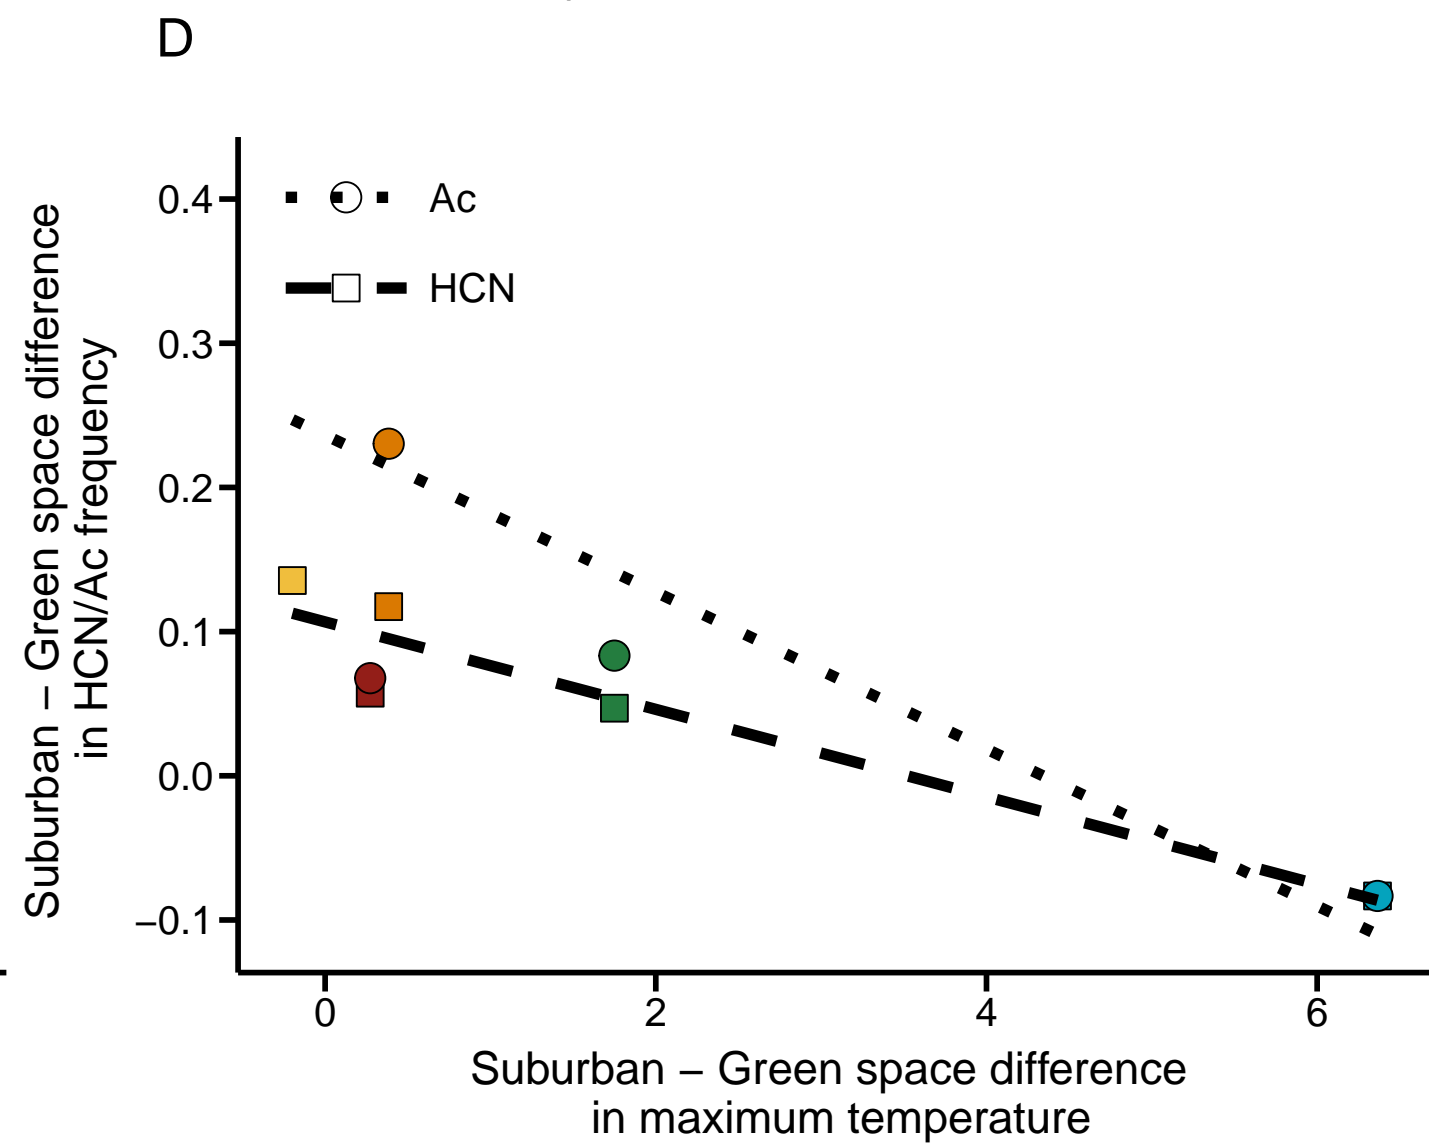 D
Suburban – Green space difference
in HCN/Ac frequency
0.4
0.3
0.2
0.1
0.0
–0.1
Ac
HCN
0
2
4
6
Suburban – Green space difference
in maximum temperature